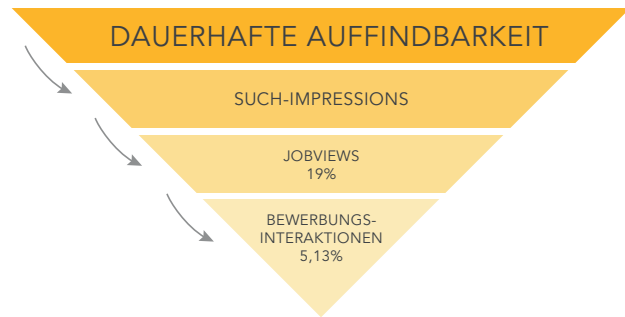 DAUERHAFTE AUFFINDBARKEIT
SUCH-IMPRESSIONS
JOBVIEWS
19%
BEWERBUNGS-
INTERAKTIONEN
5,13%